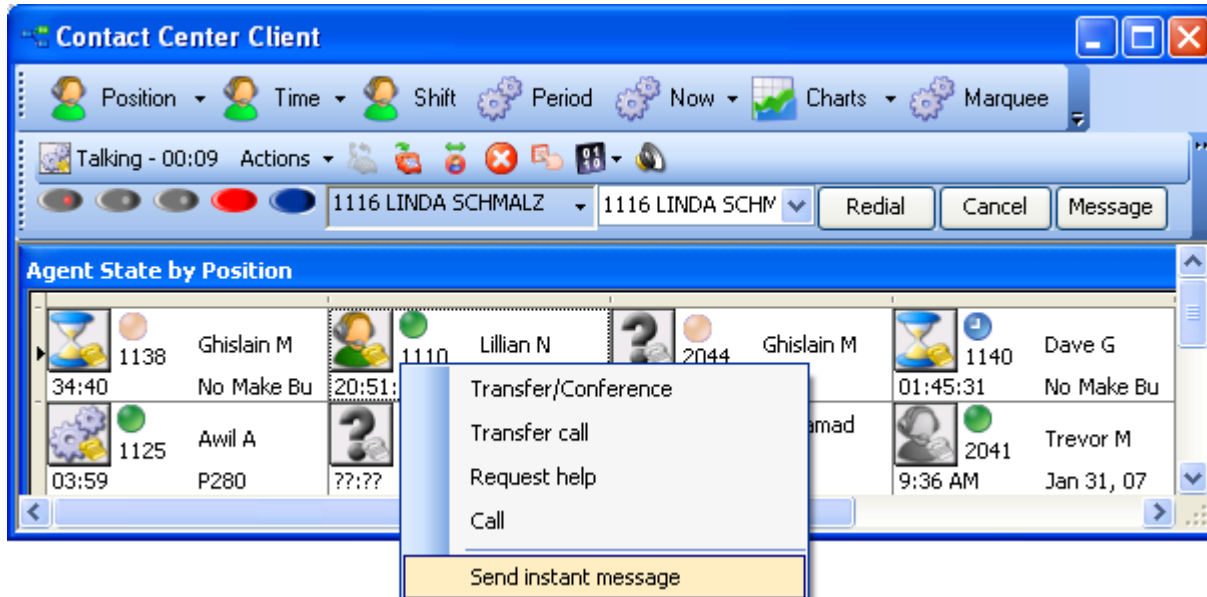 Contact Center Client
Position Time Shift Period Now Charts Marquee
Talking - 00:09 Actions
1116 LINDA SCHMALZ 1116 LINDA SCHM Redial Cancel Message
Agent State by Position
1138 Ghislain M 1110 Lillian N 2044 Ghislain M 1140 Dave G
34:40 No Make Bu 20:51: 01:45:31 No Make Bu
Transfer/Conference
1125 Awil A amad 2041 Trevor M
Transfer call
03:59 P280 ??:?? 9:36 AM Jan 31, 07
Request help
Call
Send instant message